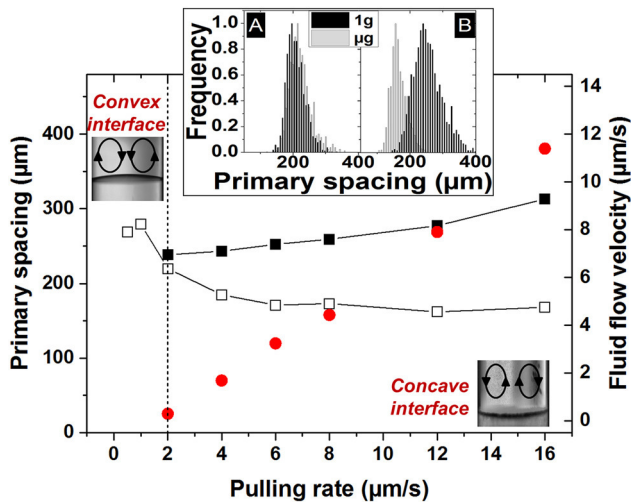 A
B
1g
µg
1.0
0.8
0.6
0.4
0.2
0.0
Frequency
200
400
200
400
Primary spacing (µm)
Convex
interface
Concave
interface
400
300
200
100
0
Primary spacing (µm)
14
12
10
8
6
4
2
0
Fluid flow velocity (µm/s)
0 2 4 6 8 10 12 14 16
Pulling rate (µm/s)